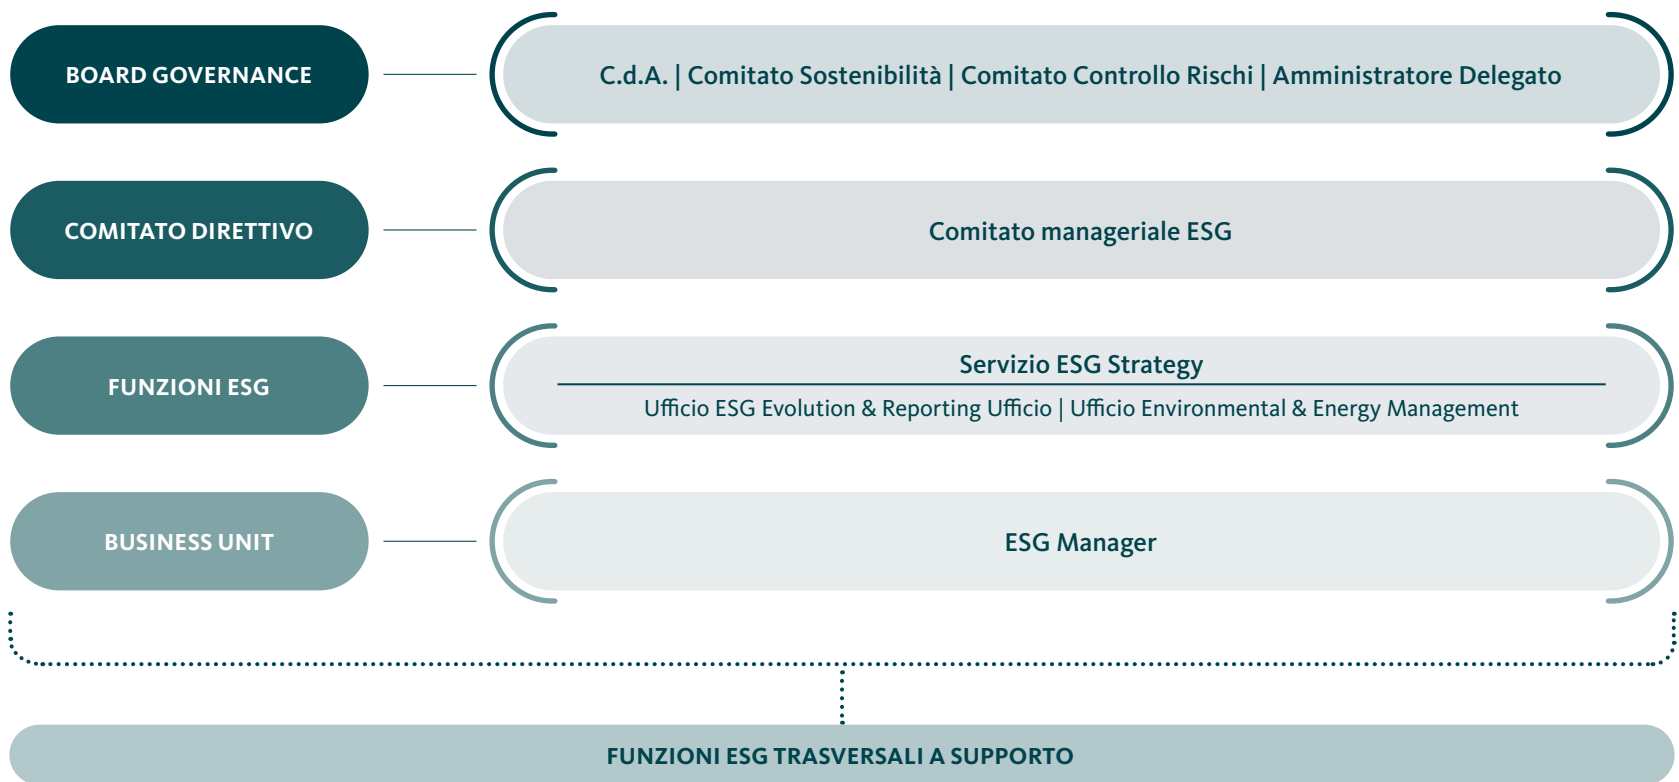 BOARD GOVERNANCE
C.d.A. | Comitato Sostenibilità | Comitato Controllo Rischi | Amministratore Delegato
COMITATO DIRETTIVO
Comitato manageriale ESG
FUNZIONI ESG
Servizio ESG Strategy
Ufficio ESG Evolution & Reporting Ufficio | Ufficio Environmental & Energy Management
BUSINESS UNIT
ESG Manager
FUNZIONI ESG TRASVERSALI A SUPPORTO